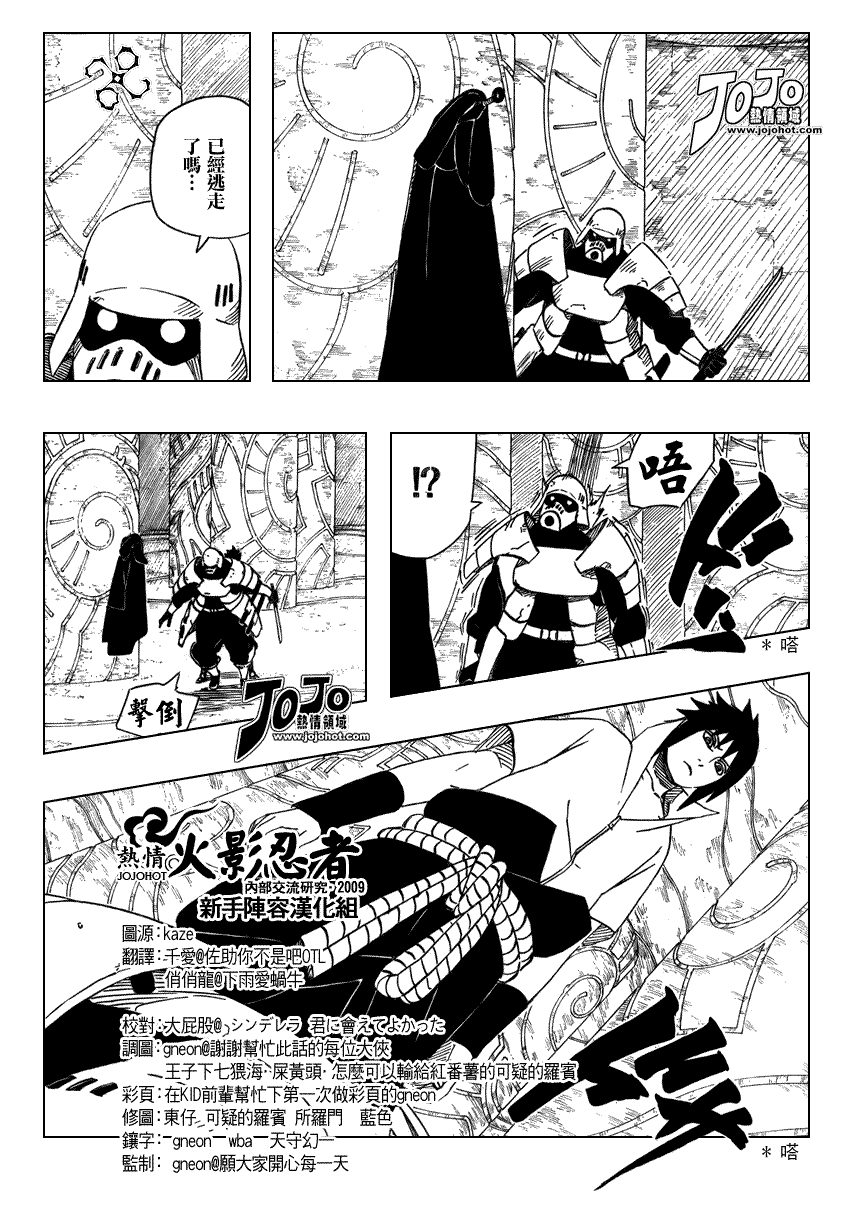 JOJO
熱情領域
www.jojohot.com
已經逃走
了嗎…
唔
!?
ドッ
* 嗒
擊倒
JOJO
熱情領域
www.jojohot.com
熱情
JOJOHOT
火影忍者
內部交流研究·2009
新手陣容漢化組
圖源:kaze
翻譯:千愛@佐助你不是吧OTL
俏俏龍@下雨愛蝸牛
校對:大屁股@っシンデレラ 君に會えてよかった
調圖:gneon@謝謝幫忙此話的每位大俠
王子下七猥海、屎黃頭·怎麼可以輸給紅番薯的可疑的羅賓
彩頁:在KID前輩幫忙下第一次做彩頁的gneon
修圖:東仔 可疑的羅賓 所羅門 藍色
鑲字: gneon wba 天守幻一
監制: gneon@願大家開心每一天
* 嗒